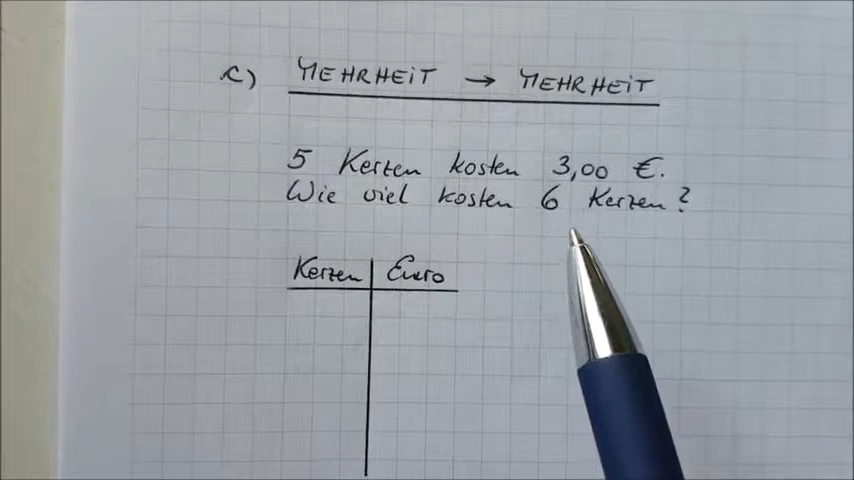 c) MEHRHEIT → MEHRHEIT
5 Kerzen kosten 3,00 €.
Wie viel kosten 6 Kerzen?
Kerzen Euro